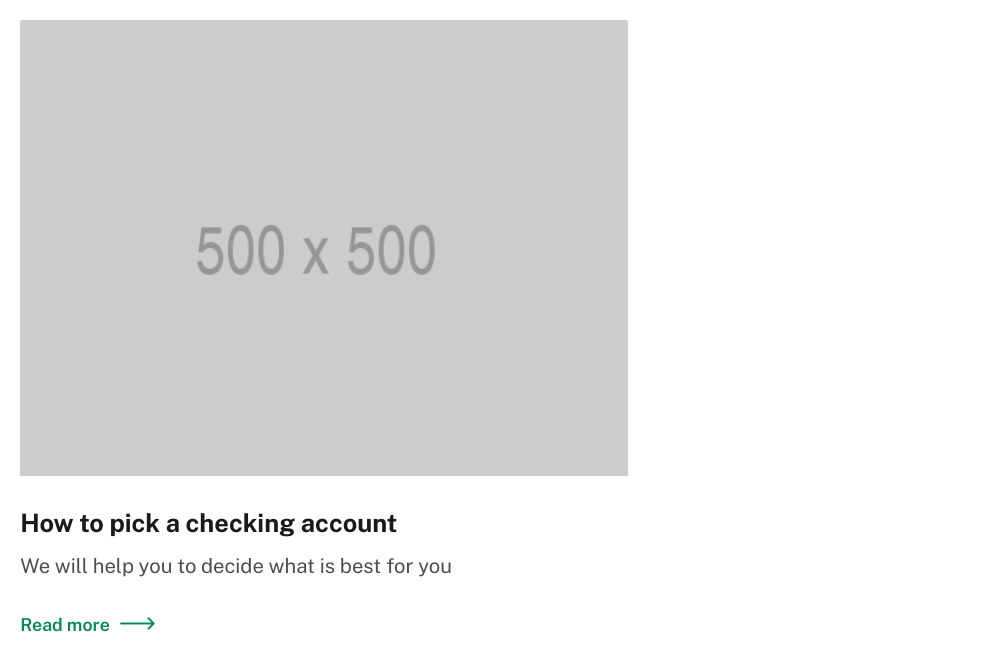 500 x 500
How to pick a checking account
We will help you to decide what is best for you
Read more